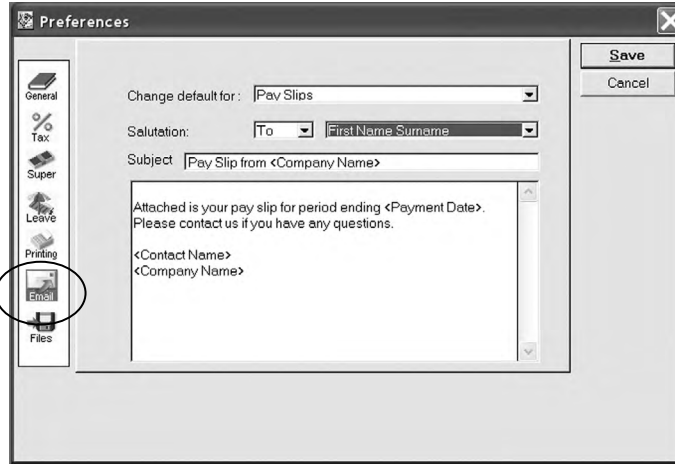 Preferences
Save
Cancel
General
Tax
Super
Leave
Printing
Email
Files
Change default for : Pay Slips
Salutation: To First Name Surname
Subject Pay Slip from <Company Name>
Attached is your pay slip for period ending <Payment Date>.
Please contact us if you have any questions.
<Contact Name>
<Company Name>